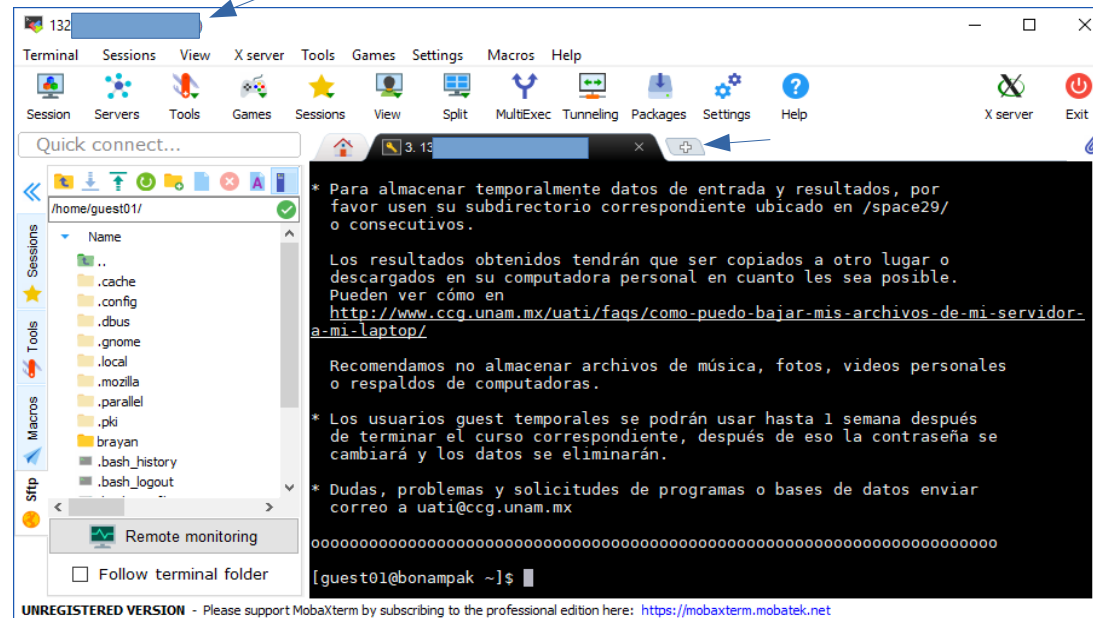 132
Terminal Sessions View X server Tools Games Settings Macros Help
Session Servers Tools Games Sessions View Split MultiExec Tunneling Packages Settings Help X server Exit
Quick connect...
3. 13
/home/guest01/
Name
..
.cache
.config
.dbus
.gnome
.local
.mozilla
.parallel
.pki
brayan
.bash_history
.bash_logout
Sessions
Tools
Macros
Sftp
Remote monitoring
Follow terminal folder
* Para almacenar temporalmente datos de entrada y resultados, por
favor usen su subdirectorio correspondiente ubicado en /space29/
o consecutivos.
Los resultados obtenidos tendrán que ser copiados a otro lugar o
descargados en su computadora personal en cuanto les sea posible.
Pueden ver cómo en
http://www.ccg.unam.mx/uati/faqs/como-puedo-bajar-mis-archivos-de-mi-servidor-
a-mi-laptop/
Recomendamos no almacenar archivos de música, fotos, videos personales
o respaldos de computadoras.
* Los usuarios guest temporales se podrán usar hasta 1 semana después
de terminar el curso correspondiente, después de eso la contraseña se
cambiará y los datos se eliminarán.
* Dudas, problemas y solicitudes de programas o bases de datos enviar
correo a uati@ccg.unam.mx
oooooooooooooooooooooooooooooooooooooooooooooooooooooooooooooooooooooooooo
[guest01@bonampak ~]$
UNREGISTERED VERSION - Please support MobaXterm by subscribing to the professional edition here: https://mobaxterm.mobatek.net